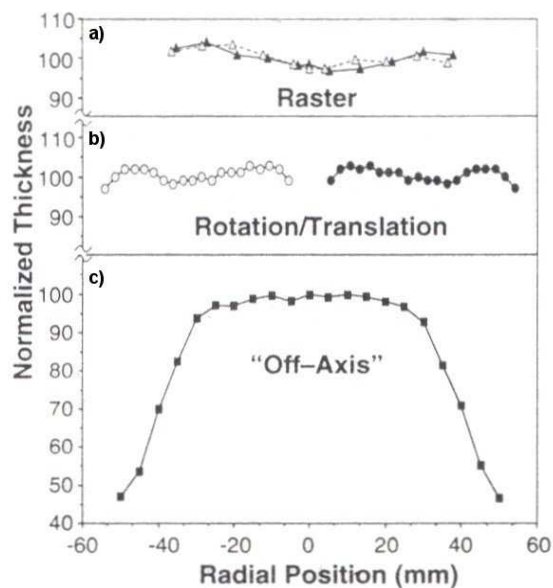 a)
110
100
90
Raster
b)
110
100
90
Rotation/Translation
c)
100
90
80
70
60
50
40
"Off–Axis"
-60 -40 -20 0 20 40 60
Radial Position (mm)
Normalized Thickness